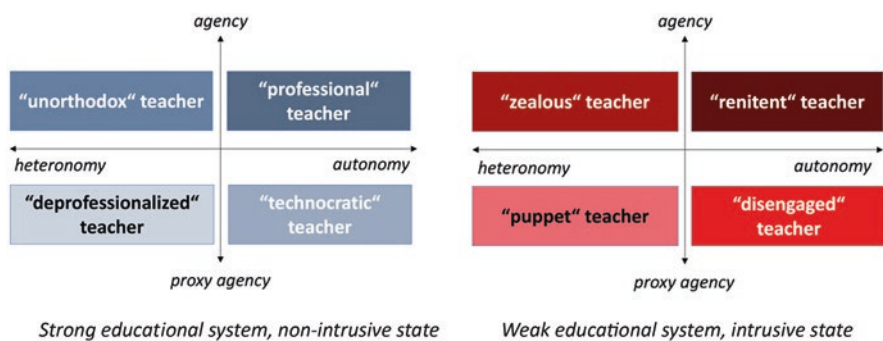 agency
“unorthodox“ teacher
“professional“
teacher
heteronomy
autonomy
“deprofessionalized“
teacher
“technocratic“
teacher
proxy agency
Strong educational system, non-intrusive state
agency
“zealous“ teacher
“renitent“ teacher
heteronomy
autonomy
“puppet“ teacher
“disengaged“
teacher
proxy agency
Weak educational system, intrusive state